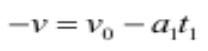 −v = v₀ − a₁t₁